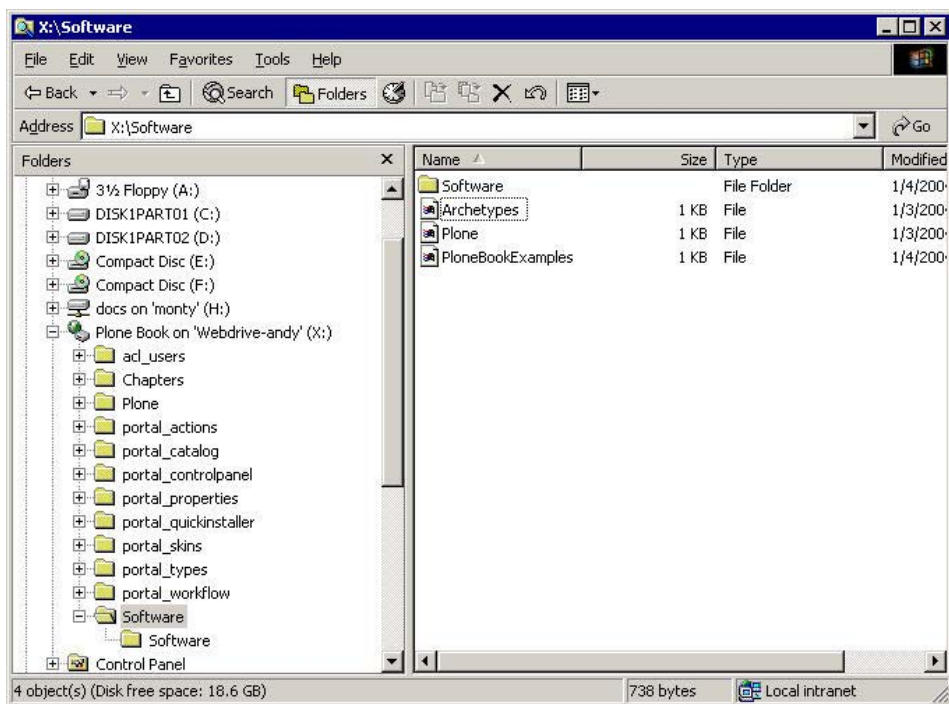 X:\Software
File Edit View Favorites Tools Help
Back Search Folders
Address X:\Software Go
Folders
3½ Floppy (A:)
DISK1PART01 (C:)
DISK1PART02 (D:)
Compact Disc (E:)
Compact Disc (F:)
docs on 'monty' (H:)
Plone Book on 'Webdrive-andy' (X:)
acl_users
Chapters
Plone
portal_actions
portal_catalog
portal_controlpanel
portal_properties
portal_quickinstaller
portal_skins
portal_types
portal_workflow
Software
Software
Control Panel
Name Size Type Modified
Software File Folder 1/4/200
Archetypes 1 KB File 1/3/200
Plone 1 KB File 1/3/200
PloneBookExamples 1 KB File 1/4/200
4 object(s) (Disk free space: 18.6 GB) 738 bytes Local intranet